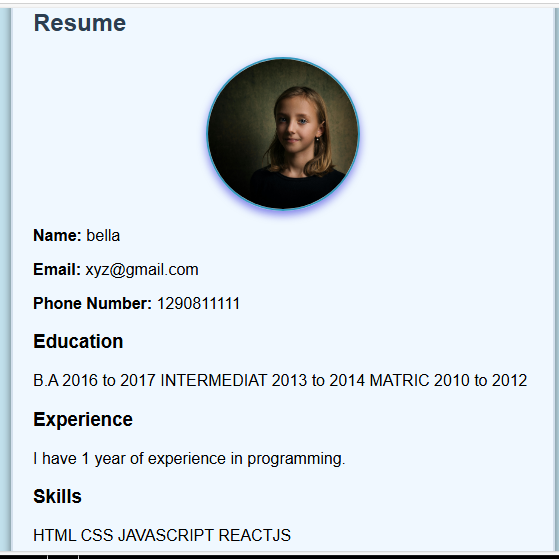 Resume
Name: bella
Email: xyz@gmail.com
Phone Number: 1290811111
Education
B.A 2016 to 2017 INTERMEDIAT 2013 to 2014 MATRIC 2010 to 2012
Experience
I have 1 year of experience in programming.
Skills
HTML CSS JAVASCRIPT REACTJS